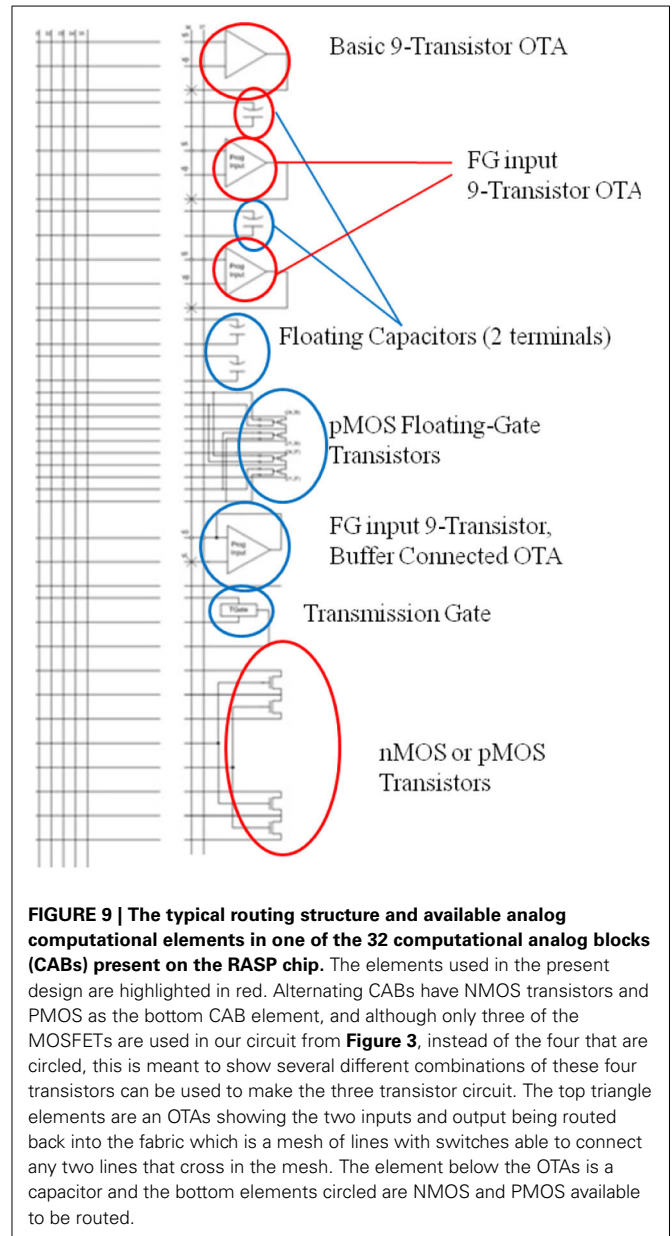 Basic 9-Transistor OTA
FG input
9-Transistor OTA
Prog
Input
Prog
Input
Floating Capacitors (2 terminals)
pMOS Floating-Gate
Transistors
FG input 9-Transistor,
Buffer Connected OTA
Prog
Input
TGate
Transmission Gate
nMOS or pMOS
Transistors
FIGURE 9 | The typical routing structure and available analog
computational elements in one of the 32 computational analog blocks
(CABs) present on the RASP chip. The elements used in the present
design are highlighted in red. Alternating CABs have NMOS transistors and
PMOS as the bottom CAB element, and although only three of the
MOSFETs are used in our circuit from Figure 3, instead of the four that are
circled, this is meant to show several different combinations of these four
transistors can be used to make the three transistor circuit. The top triangle
elements are an OTAs showing the two inputs and output being routed
back into the fabric which is a mesh of lines with switches able to connect
any two lines that cross in the mesh. The element below the OTAs is a
capacitor and the bottom elements circled are NMOS and PMOS available
to be routed.